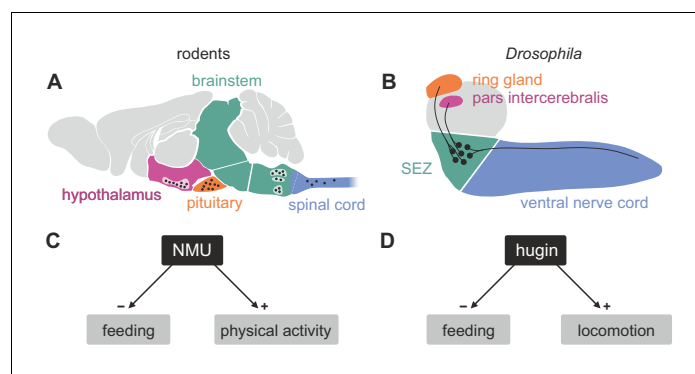 rodents
Drosophila
A
brainstem
hypothalamus
pituitary
spinal cord
B
ring gland
pars intercerebralis
SEZ
ventral nerve cord
C
NMU
–
+
feeding
physical activity
D
hugin
–
+
feeding
locomotion